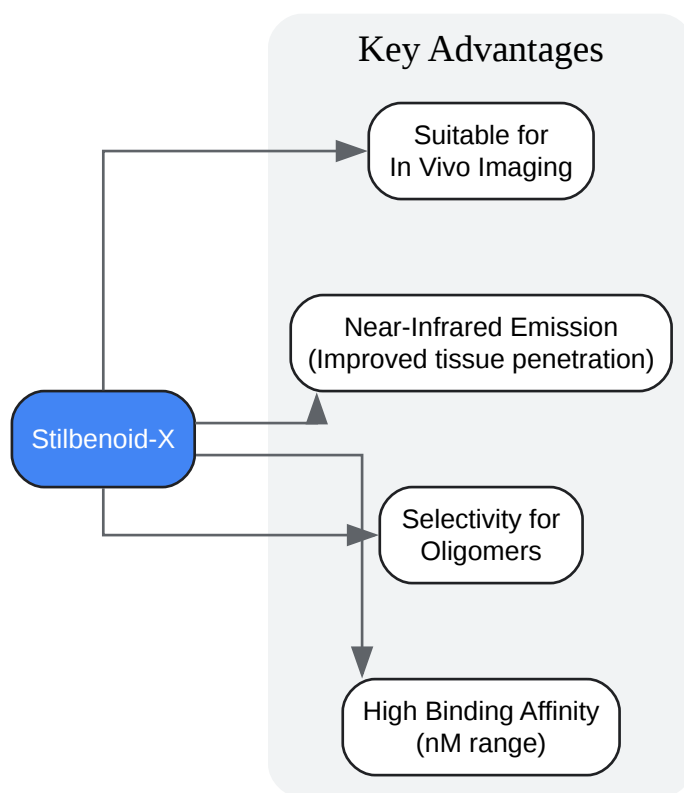 Key Advantages
Suitable for
In Vivo Imaging
Near-Infrared Emission
(Improved tissue penetration)
Stilbenoid-X
Selectivity for
Oligomers
High Binding Affinity
(nM range)